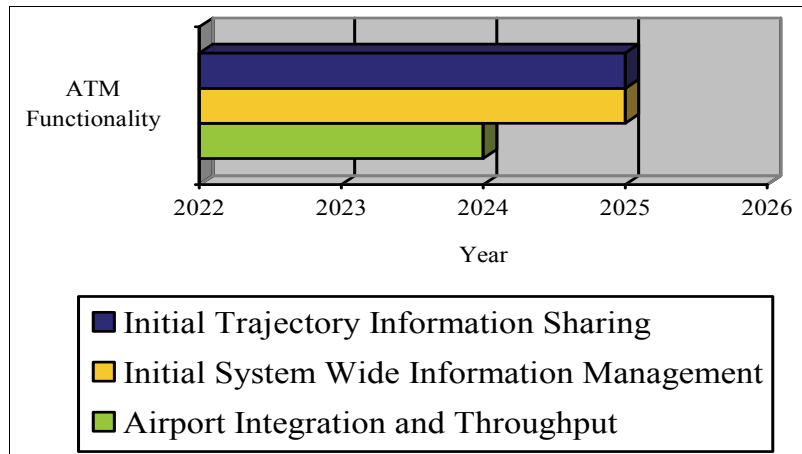 ATM
Functionality
2022 2023 2024 2025 2026
Year
Initial Trajectory Information Sharing
Initial System Wide Information Management
Airport Integration and Throughput